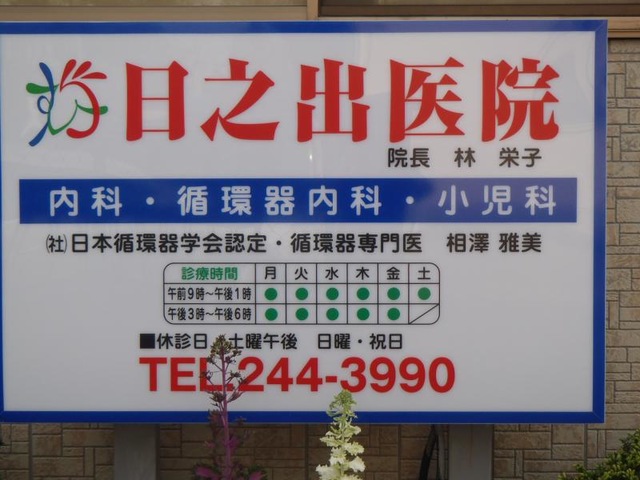 日之出医院
院長 林 栄子
内科・循環器内科・小児科
㈳日本循環器学会認定・循環器専門医 相澤 雅美
診療時間 月 火 水 木 金 土
午前9時～午後1時 ● ● ● ● ● ●
午後3時～午後6時 ● ● ● ● ● ／
■休診日 土曜午後 日曜・祝日
TEL.244-3990